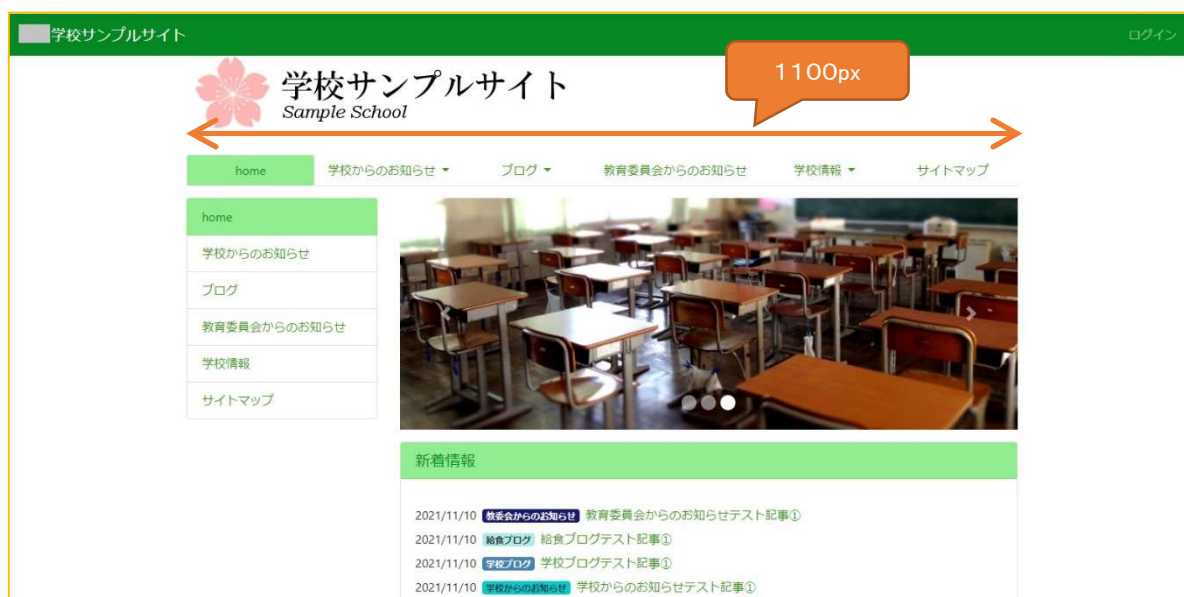 学校サンプルサイト
ログイン
学校サンプルサイト
Sample School
1100px
home 学校からのお知らせ ブログ 教育委員会からのお知らせ 学校情報 サイトマップ
home
学校からのお知らせ
ブログ
教育委員会からのお知らせ
学校情報
サイトマップ
新着情報
2021/11/10 教委会からのお知らせ 教育委員会からのお知らせテスト記事①
2021/11/10 給食ブログ 給食ブログテスト記事①
2021/11/10 学校ブログ 学校ブログテスト記事①
2021/11/10 学校からのお知らせ 学校からのお知らせテスト記事①